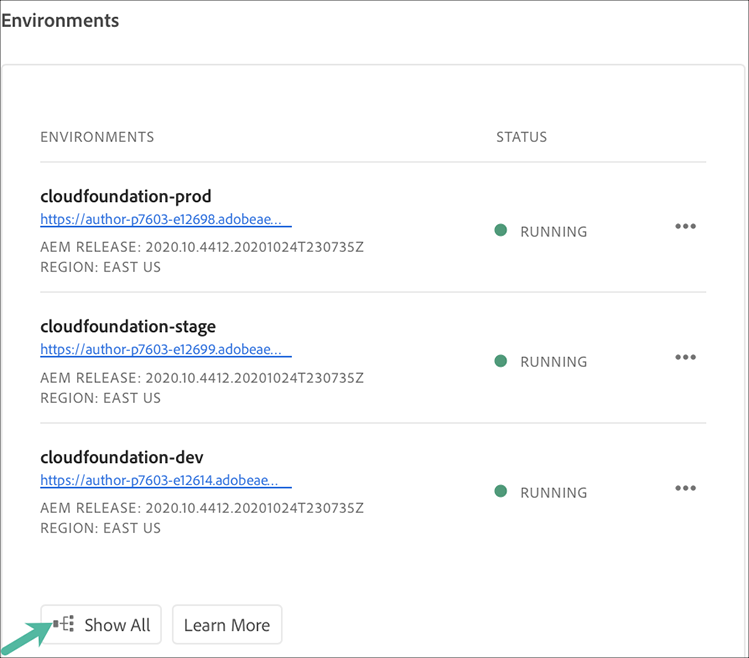 Environments
ENVIRONMENTS STATUS
cloudfoundation-prod
https://author-p7603-e12698.adobeae...
RUNNING
AEM RELEASE: 2020.10.4412.20201024T230735Z
REGION: EAST US
cloudfoundation-stage
https://author-p7603-e12699.adobeae...
RUNNING
AEM RELEASE: 2020.10.4412.20201024T230735Z
REGION: EAST US
cloudfoundation-dev
https://author-p7603-e12614.adobeae...
RUNNING
AEM RELEASE: 2020.10.4412.20201024T230735Z
REGION: EAST US
Show All Learn More